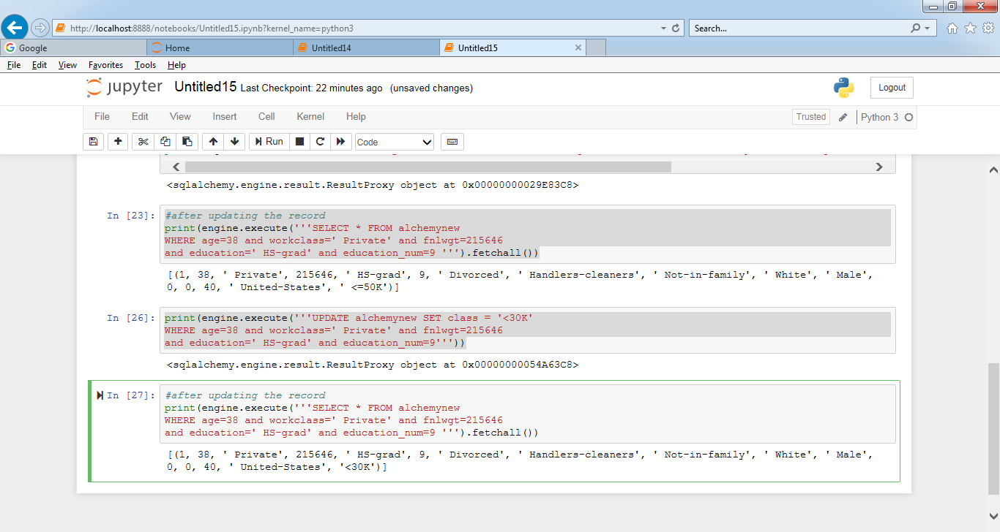 http://localhost:8888/notebooks/Untitled15.ipynb?kernel_name=python3
Search...
Google
Home
Untitled14
Untitled15
File Edit View Favorites Tools Help
jupyter Untitled15 Last Checkpoint: 22 minutes ago (unsaved changes)
Logout
File Edit View Insert Cell Kernel Help
Trusted
Python 3
Run
Code
<sqlalchemy.engine.result.ResultProxy object at 0x00000000029E83C8>
In [23]: #after updating the record
print(engine.execute('''SELECT * FROM alchemynew
WHERE age=38 and workclass=' Private' and fnlwgt=215646
and education=' HS-grad' and education_num=9 ''').fetchall())
[(1, 38, ' Private', 215646, ' HS-grad', 9, ' Divorced', ' Handlers-cleaners', ' Not-in-family', ' White', ' Male',
0, 0, 40, ' United-States', ' <=50K')]
In [26]: print(engine.execute('''UPDATE alchemynew SET class = '<30K'
WHERE age=38 and workclass=' Private' and fnlwgt=215646
and education=' HS-grad' and education_num=9'''))
<sqlalchemy.engine.result.ResultProxy object at 0x00000000054A63C8>
In [27]: #after updating the record
print(engine.execute('''SELECT * FROM alchemynew
WHERE age=38 and workclass=' Private' and fnlwgt=215646
and education=' HS-grad' and education_num=9 ''').fetchall())
[(1, 38, ' Private', 215646, ' HS-grad', 9, ' Divorced', ' Handlers-cleaners', ' Not-in-family', ' White', ' Male',
0, 0, 40, ' United-States', '<30K')]